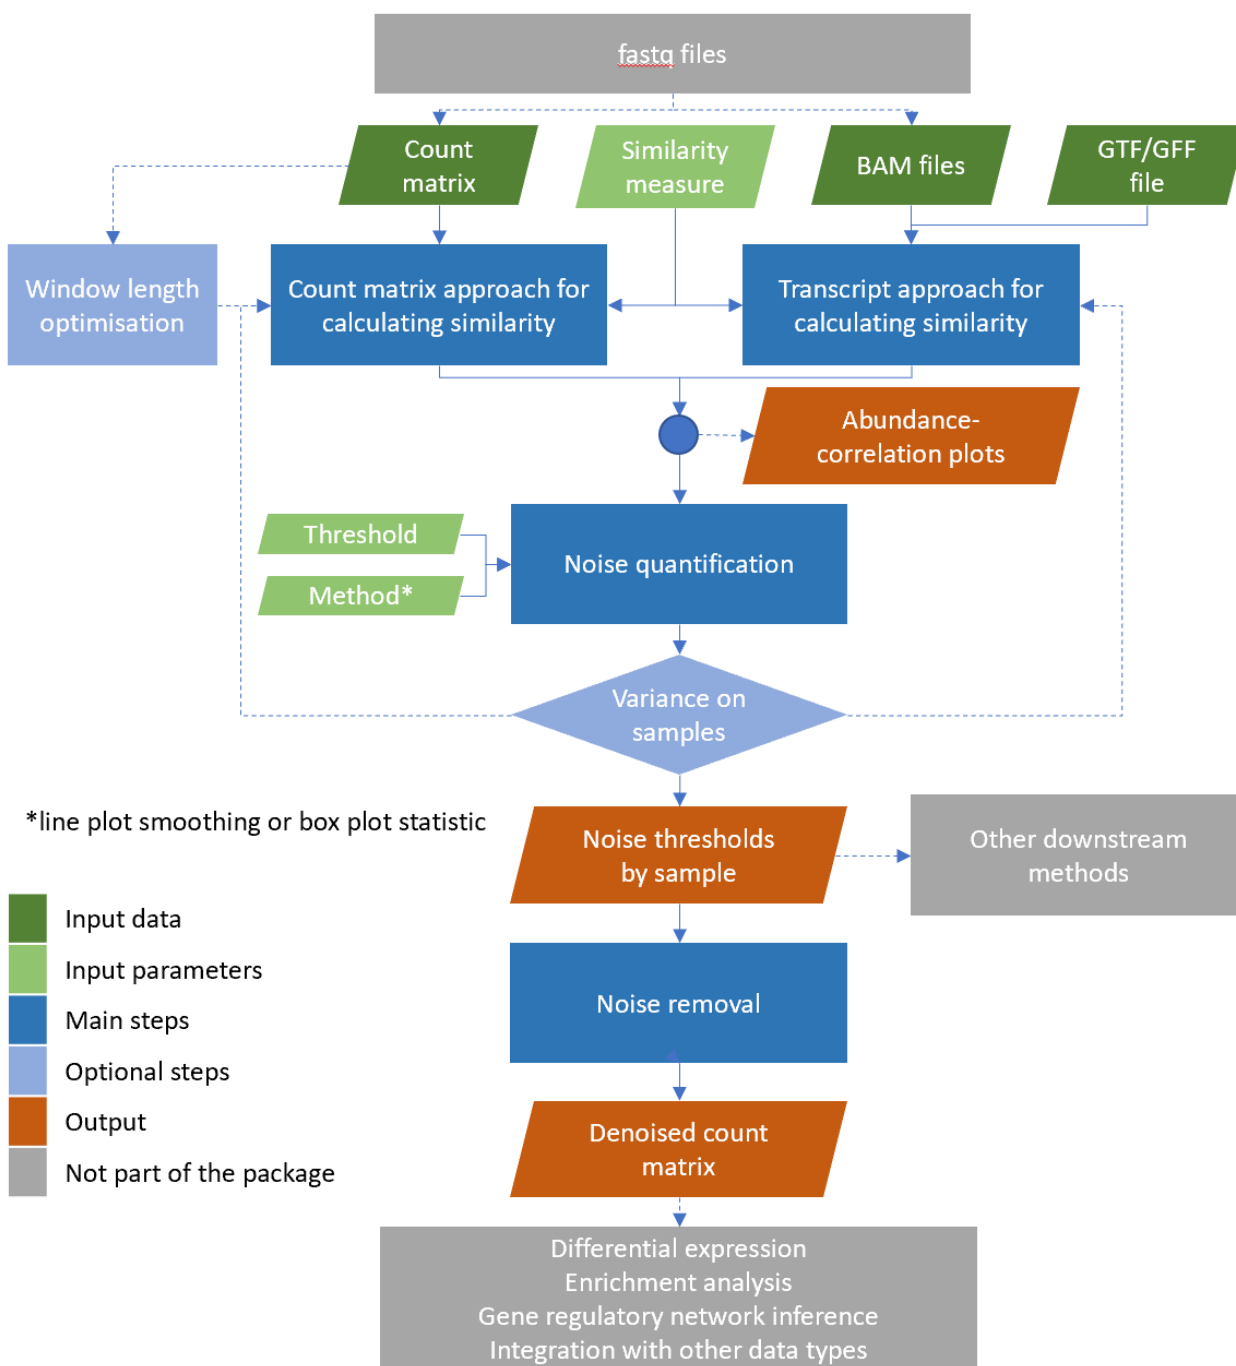 fastq files
Count
matrix
Similarity
measure
BAM files
GTF/GFF
file
Window length
optimisation
Count matrix approach for
calculating similarity
Transcript approach for
calculating similarity
Abundance-
correlation plots
Threshold
Method*
Noise quantification
Variance on
samples
*line plot smoothing or box plot statistic
Noise thresholds
by sample
Other downstream
methods
Input data
Input parameters
Main steps
Optional steps
Output
Not part of the package
Noise removal
Denoised count
matrix
Differential expression
Enrichment analysis
Gene regulatory network inference
Integration with other data types